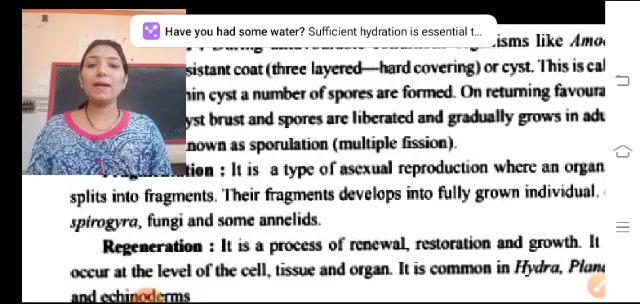 Have you had some water? Sufficient hydration is essential t...
isms like Amo
sistant coat (three layered—hard covering) or cyst. This is cal
in cyst a number of spores are formed. On returning favoura
yst brust and spores are liberated and gradually grows in adu
nown as sporulation (multiple fission).
tion : It is a type of asexual reproduction where an organ
splits into fragments. Their fragments develops into fully grown individual.
spirogyra, fungi and some annelids.
Regeneration : It is a process of renewal, restoration and growth. It
occur at the level of the cell, tissue and organ. It is common in Hydra, Plana
and echinoderms